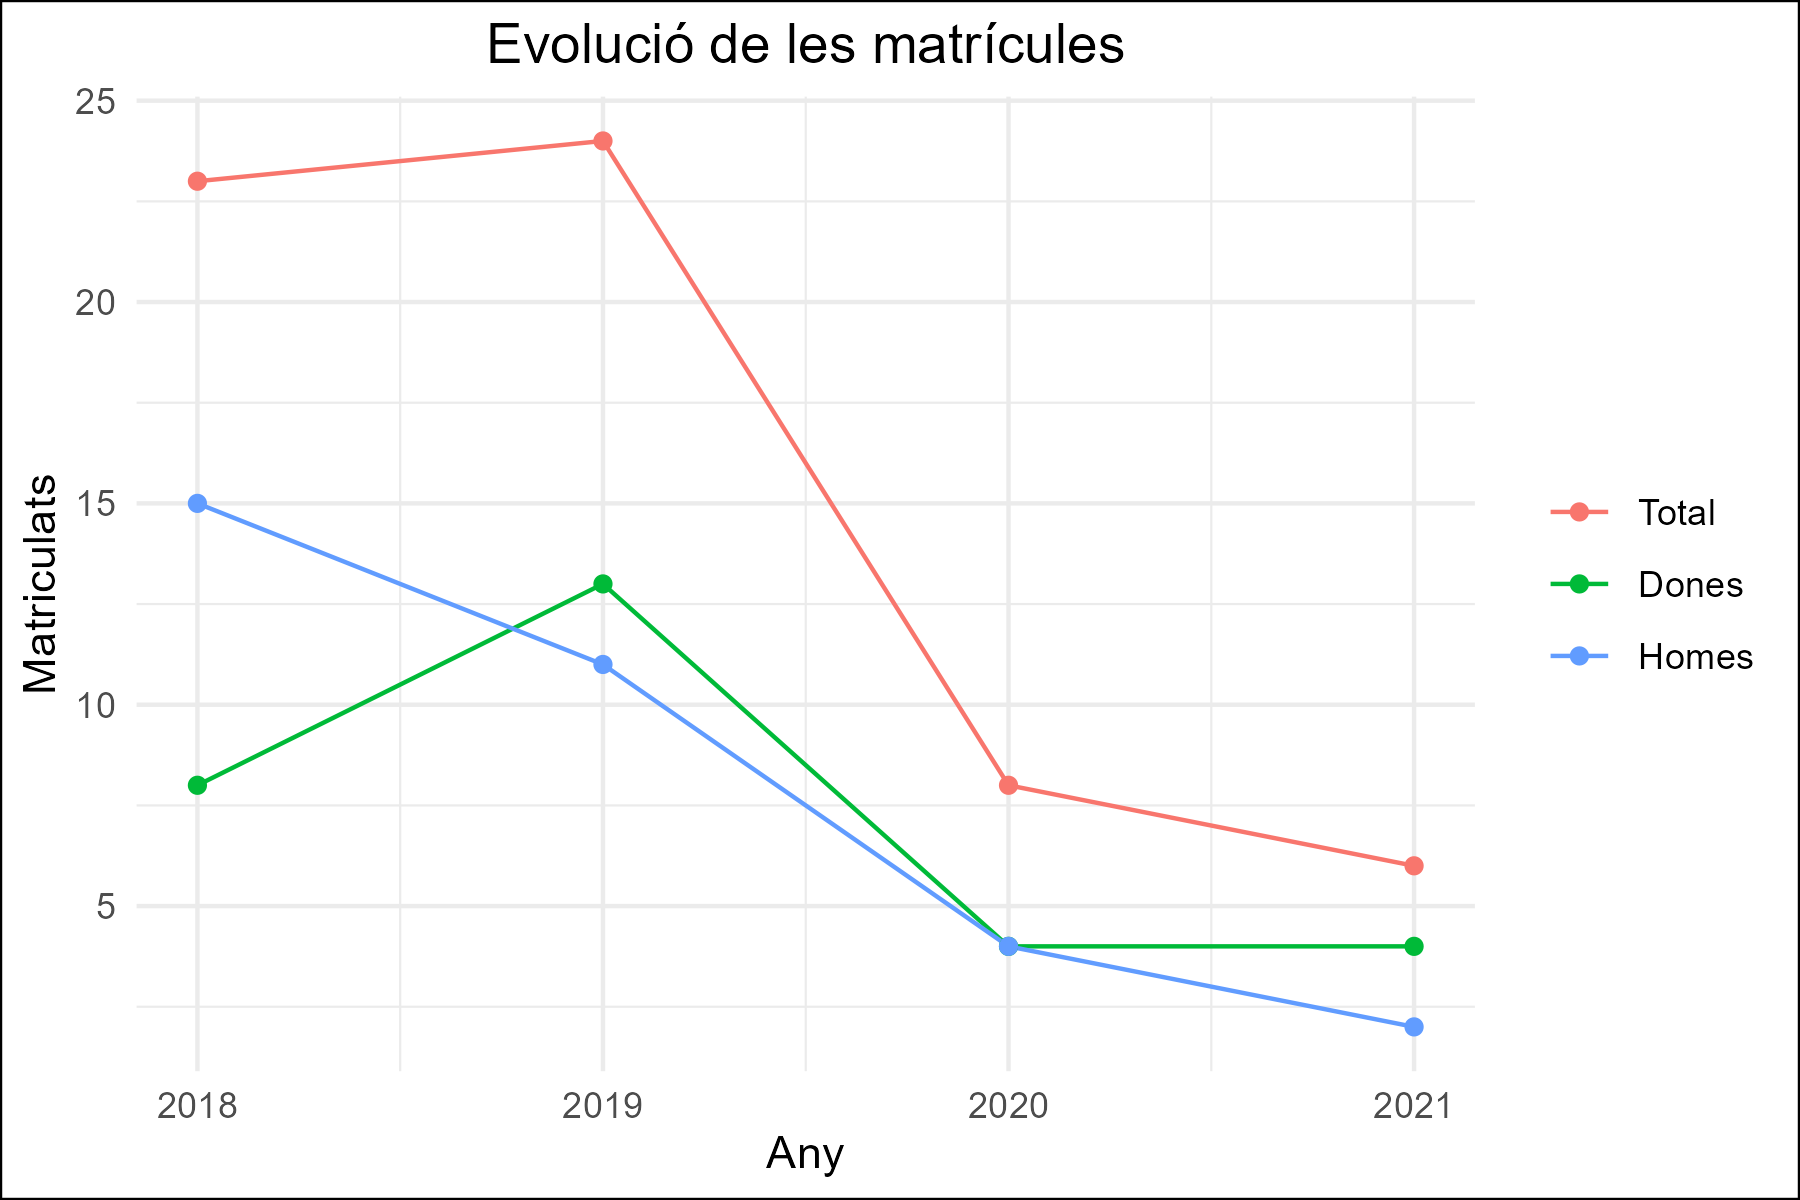 Evolució de les matrícules
25
20
15
10
5
Matriculats
2018 2019 2020 2021
Any
Total
Dones
Homes